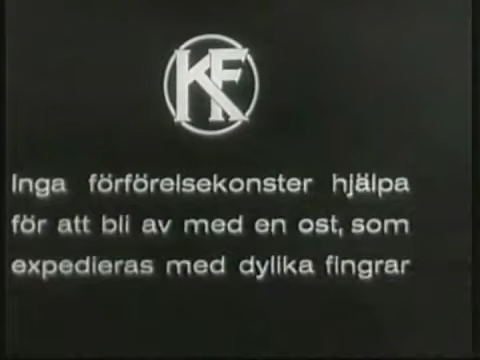 KF
Inga förförelsekonster hjälpa
för att bli av med en ost, som
expedieras med dylika fingrar